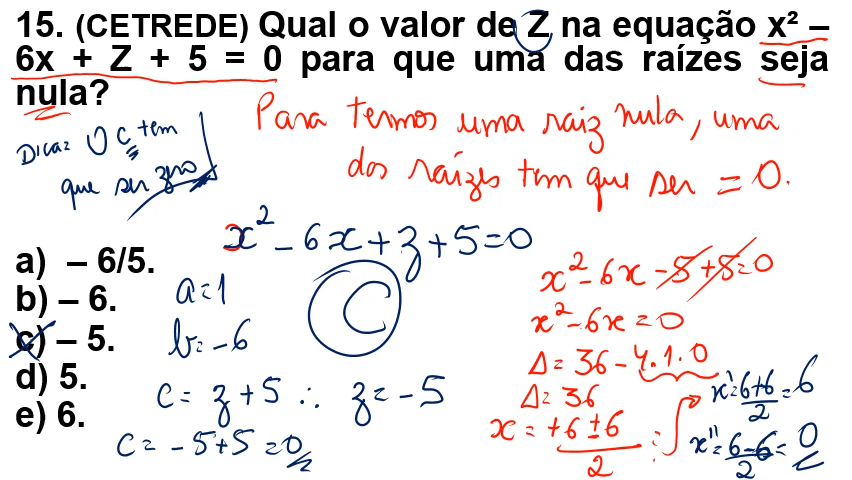 15. (CETREDE) Qual o valor de Z na equação x² –
6x + Z + 5 = 0 para que uma das raízes seja
nula?
Para termos uma raiz nula, uma
das raízes tem que ser = 0.
Dica: O c tem
que ser zero
x² - 6x + z + 5 = 0
a) – 6/5.
b) – 6.
c) – 5.
d) 5.
e) 6.
a = 1
b = -6
c = z + 5 ∴ z = -5
c = -5 + 5 = 0
C
x² - 6x - 5 + 5 = 0
x² - 6x = 0
Δ = 36 - 4.1.0
Δ = 36
x = +6 ± 6 / 2
x' = 6+6 / 2 = 6
x'' = 6-6 / 2 = 0